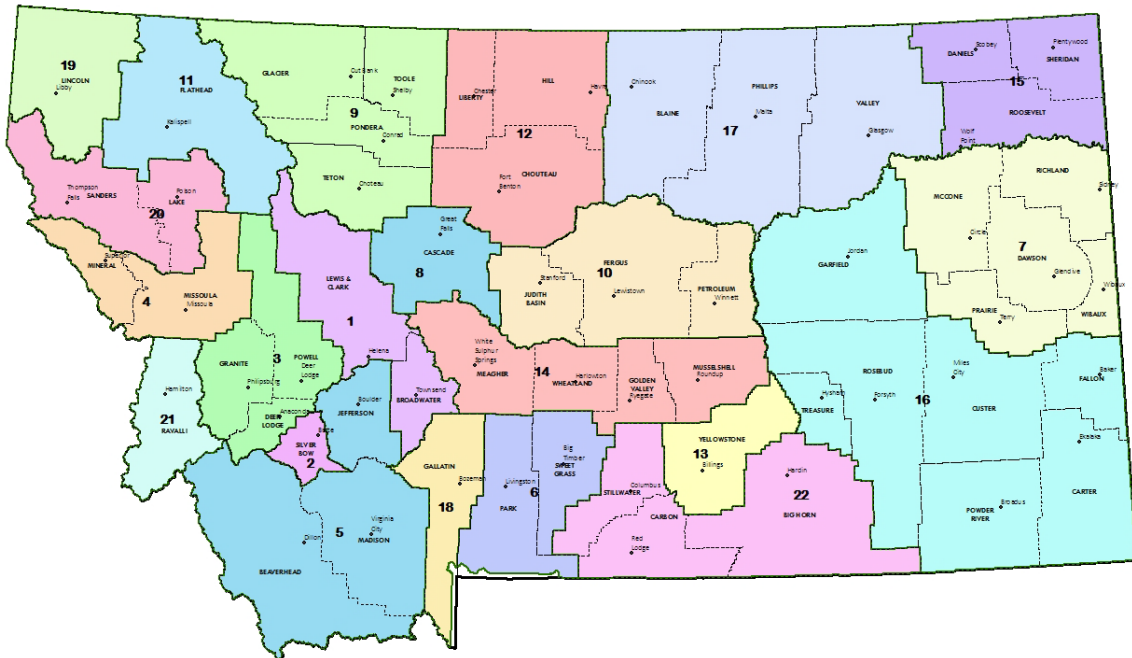 19
LINCOLN
Libby
11
FLATHEAD
Kalispell
GLACIER
Cut Bank
TOOLE
Shelby
9
PONDERA
Conrad
TETON
Choteau
LIBERTY
Chester
HILL
Havre
12
CHOUTEAU
Fort
Benton
Chinook
BLAINE
PHILLIPS
Malta
17
VALLEY
Glasgow
DANIELS
Scobey
Plentywood
SHERIDAN
15
ROOSEVELT
Wolf
Point
Thompson
Falls
SANDERS
Polson
LAKE
20
Superior
MINERAL
4
MISSOULA
Missoula
LEWIS &
CLARK
1
Helena
Great
Falls
CASCADE
8
JUDITH
BASIN
Stanford
FERGUS
10
Lewistown
PETROLEUM
Winnett
GARFIELD
Jordan
MCCONE
Circle
RICHLAND
Sidney
7
DAWSON
Glendive
Wibaux
WIBAUX
PRAIRIE
Terry
GRANITE
3
POWELL
Deer
Lodge
Philipsburg
DEER
LODGE
Anaconda
Hamilton
21
RAVALLI
SILVER
BOW
Butte
2
Boulder
JEFFERSON
Townsend
BROADWATER
White
Sulphur
Springs
MEAGHER
14
WHEATLAND
Harlowton
GOLDEN
VALLEY
Ryegate
MUSSELSHELL
Roundup
ROSEBUD
Hysham
TREASURE
Forsyth
Miles
City
16
CUSTER
Baker
FALLON
Ekalaka
CARTER
POWDER
RIVER
Broadus
GALLATIN
Bozeman
18
Livingston
PARK
6
Big
Timber
SWEET
GRASS
STILLWATER
Columbus
YELLOWSTONE
13
Billings
CARBON
Red
Lodge
Hardin
22
BIG HORN
BEAVERHEAD
Dillon
5
Virginia
City
MADISON